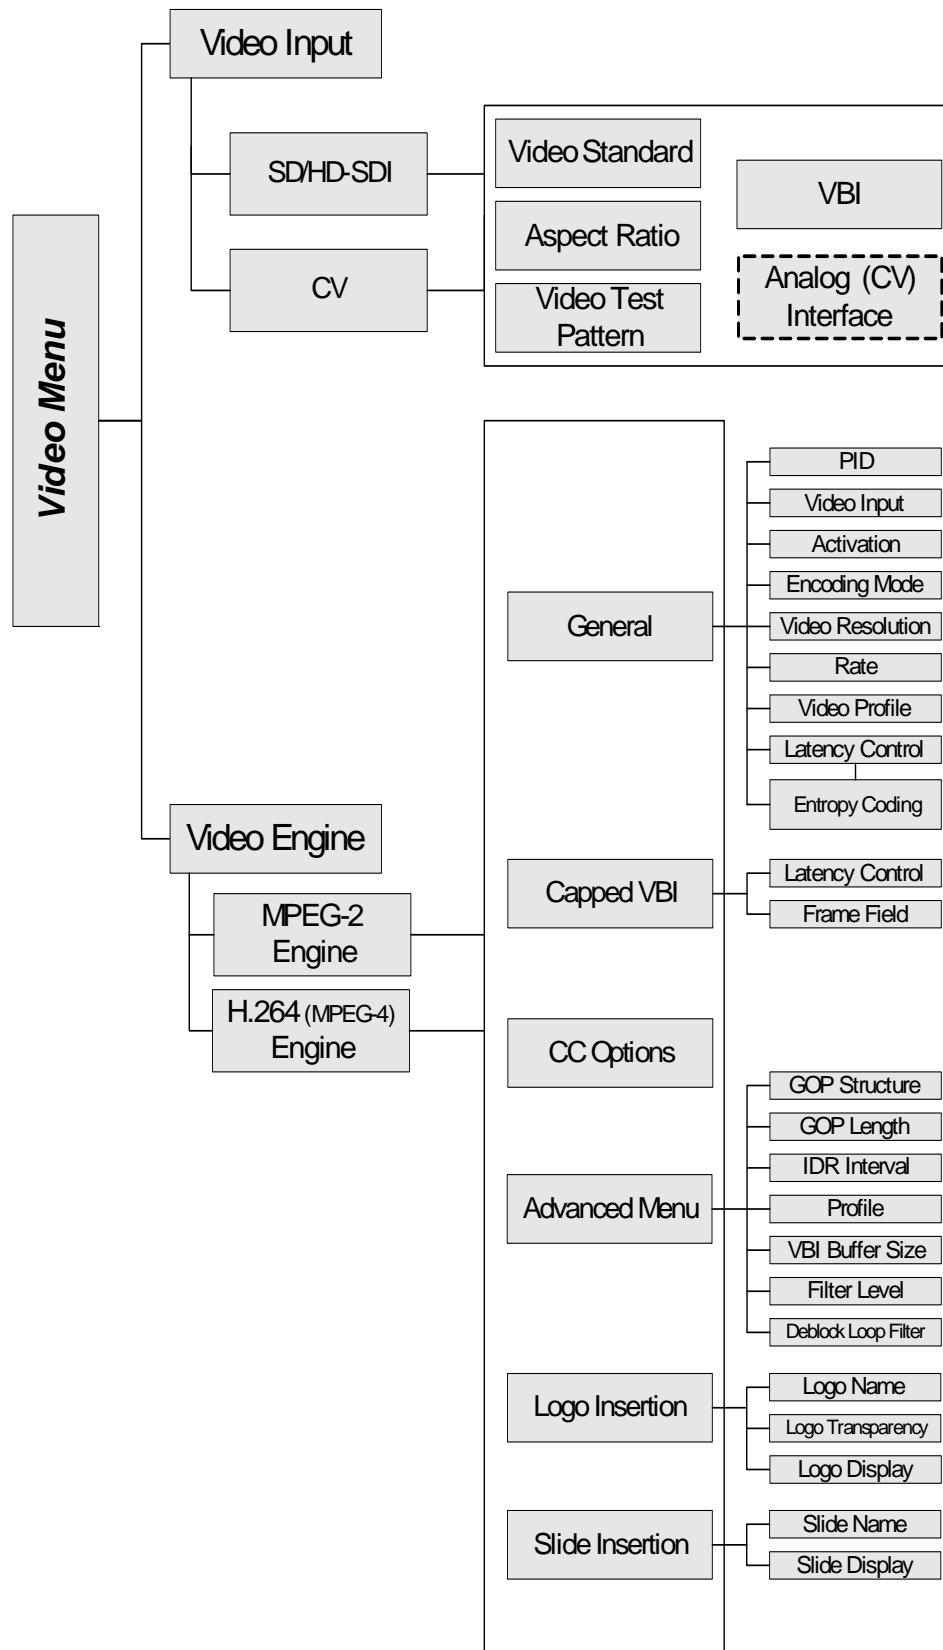 Video Menu
Video Input
SD/HD-SDI
CV
Video Standard
Aspect Ratio
Video Test
Pattern
VBI
Analog (CV)
Interface
Video Engine
MPEG-2
Engine
H.264 (MPEG-4)
Engine
General
PID
Video Input
Activation
Encoding Mode
Video Resolution
Rate
Video Profile
Latency Control
Entropy Coding
Capped VBI
Latency Control
Frame Field
CC Options
Advanced Menu
GOP Structure
GOP Length
IDR Interval
Profile
VBI Buffer Size
Filter Level
Deblock Loop Filter
Logo Insertion
Logo Name
Logo Transparency
Logo Display
Slide Insertion
Slide Name
Slide Display